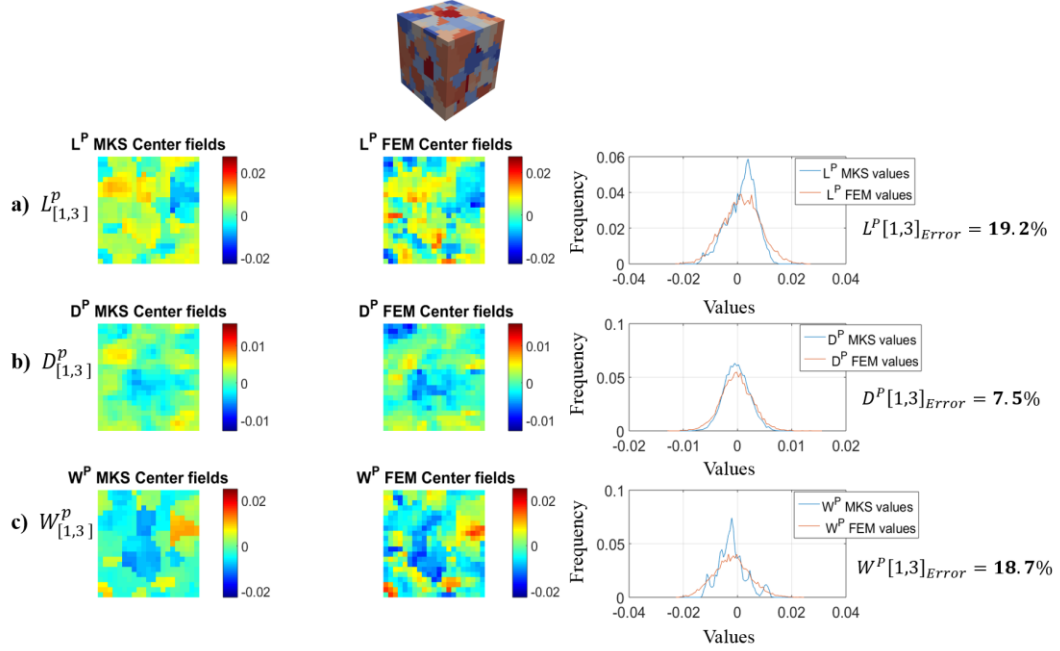 L^P MKS Center fields
L^P FEM Center fields
a) L^p_[1,3]
0.02
0
-0.02
0.02
0
-0.02
Frequency
0.06
0.04
0.02
0
-0.04 -0.02 0 0.02 0.04
Values
L^P MKS values
L^P FEM values
L^P[1,3]_Error = 19.2%
D^P MKS Center fields
D^P FEM Center fields
b) D^p_[1,3]
0.01
0
-0.01
0.01
0
-0.01
Frequency
0.1
0.05
0
-0.02 -0.01 0 0.01 0.02
Values
D^P MKS values
D^P FEM values
D^P[1,3]_Error = 7.5%
W^P MKS Center fields
W^P FEM Center fields
c) W^p_[1,3]
0.02
0
-0.02
0.02
0
-0.02
Frequency
0.1
0.05
0
-0.04 -0.02 0 0.02 0.04
Values
W^P MKS values
W^P FEM values
W^P[1,3]_Error = 18.7%